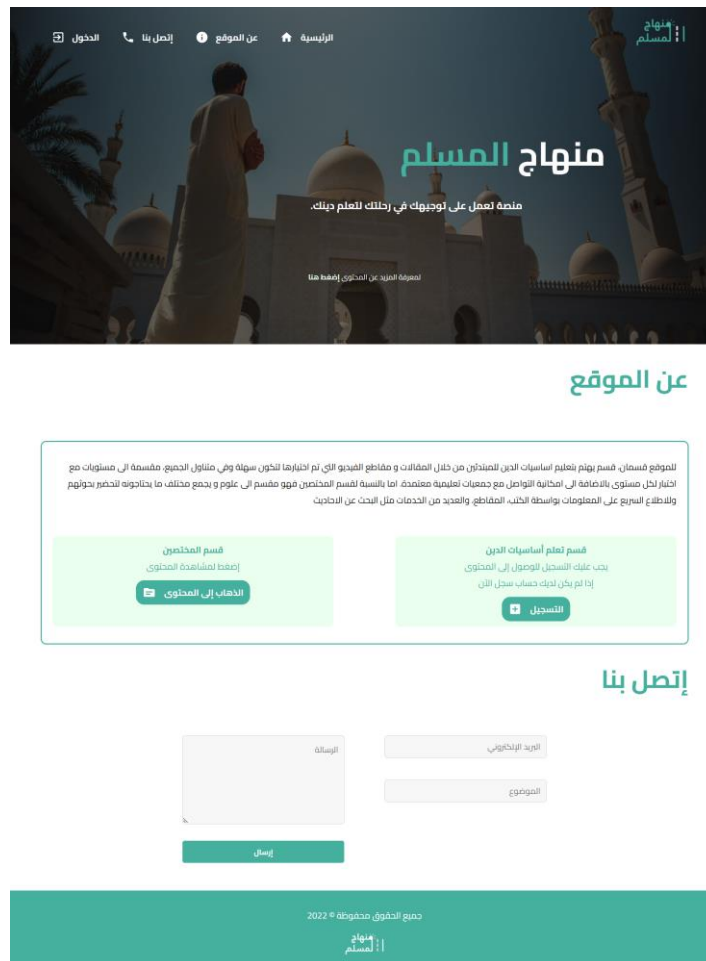 منهاج
المسلم
الرئيسية
عن الموقع
إتصل بنا
الدخول
منهاج المسلم
منصة تعمل على توجيهك في رحلتك لتعلم دينك.
لمعرفة المزيد عن المحتوى إضغط هنا
عن الموقع
للموقع قسمان، قسم يهتم بتعليم اساسيات الدين للمبتدئين من خلال المقالات و مقاطع الفيديو التي تم اختيارها لتكون سهلة وفي متناول الجميع، مقسمة الى مستويات مع
اختبار لكل مستوى بالاضافة الى امكانية التواصل مع جمعيات تعليمية معتمدة، اما بالنسبة لقسم المختصين فهو مقسم الى علوم و يجمع مختلف ما يحتاجونه لتحضير بحوثهم
وللاطلاع السريع على المعلومات بواسطة الكتب، المقاطع، والعديد من الخدمات مثل البحث عن الاحاديث
قسم تعلم أساسيات الدين
يجب عليك التسجيل للوصول إلى المحتوى
إذا لم يكن لديك حساب سجل الآن
التسجيل
قسم المختصين
إضغط لمشاهدة المحتوى
الذهاب إلى المحتوى
إتصل بنا
البريد الإلكتروني
الموضوع
الرسالة
إرسال
جميع الحقوق محفوظة © 2022
منهاج
المسلم